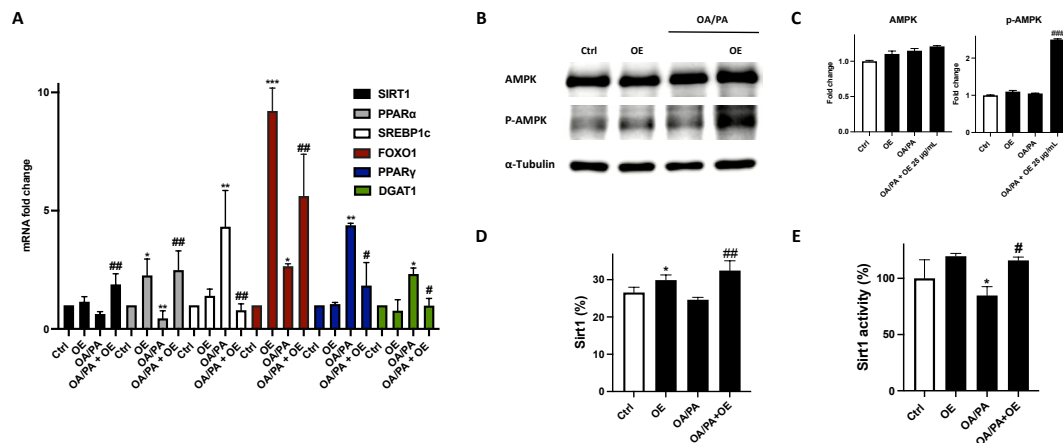 A
mRNA fold change
10
5
0
***
##
**
##
*
**
##
##
*
**
#
*
#
SIRT1
PPARα
SREBP1c
FOXO1
PPARγ
DGAT1
Ctrl
OE
OA/PA
OA/PA + OE
Ctrl
OE
OA/PA
OA/PA + OE
Ctrl
OE
OA/PA
OA/PA + OE
Ctrl
OE
OA/PA
OA/PA + OE
Ctrl
OE
OA/PA
OA/PA + OE
Ctrl
OE
OA/PA
OA/PA + OE
B
OA/PA
Ctrl
OE
OE
AMPK
P-AMPK
α-Tubulin
C
AMPK
Fold change
1.0
0.5
0.0
Ctrl
OE
OA/PA
OA/PA + OE 25 μg/mL
p-AMPK
###
Fold change
2
1
0
Ctrl
OE
OA/PA
OA/PA + OE 25 μg/mL
D
Sirt1 (%)
40
30
20
10
0
*
##
Ctrl
OE
OA/PA
OA/PA+OE
E
Sirt1 activity (%)
100
50
0
*
#
Ctrl
OE
OA/PA
OA/PA+OE